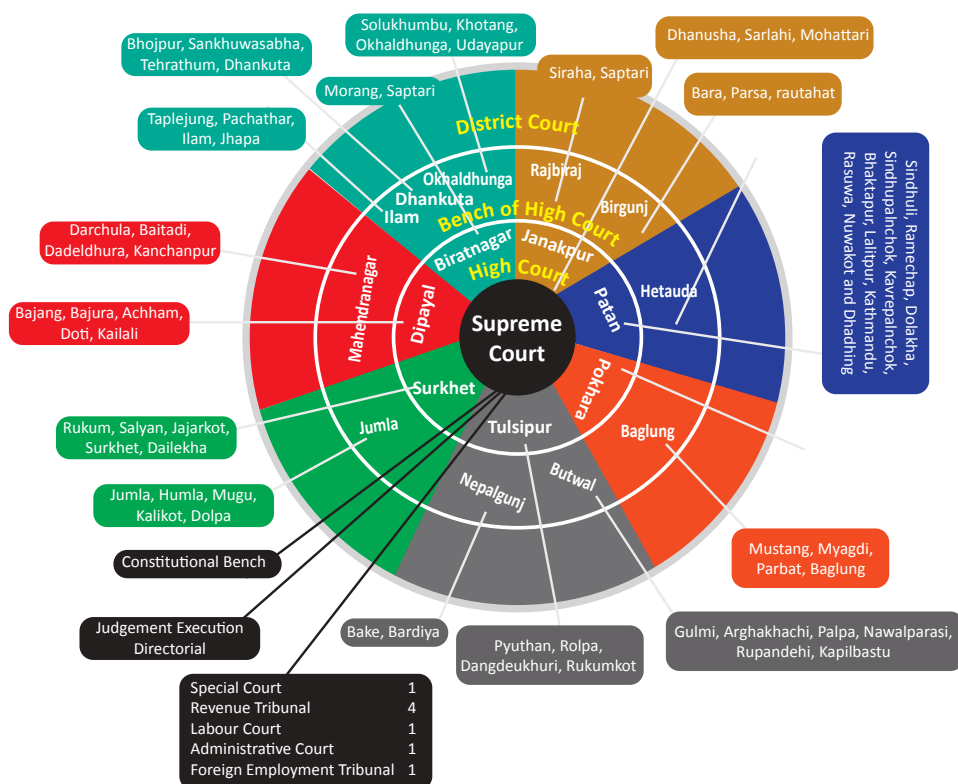 Solukhumbu, Khotang,
Okhaldhunga, Udayapur
Dhanusha, Sarlahi, Mohattari
Bhojpur, Sankhuwasabha,
Tehrathum, Dhankuta
Siraha, Saptari
Morang, Saptari
Bara, Parsa, rautahat
Taplejung, Pachathar,
Ilam, Jhapa
District Court
Sindhuli, Ramechap, Dolakha,
Sindhupalnchok, Kavrepalnchok,
Bhaktapur, Lalitpur, Kathmandu,
Rasuwa, Nuwakot and Dhadhing
Okhaldhunga
Rajbiraj
Dhankuta
Ilam
Birgunj
Bench of High Court
Biratnagar
Janakpur
High Court
Darchula, Baitadi,
Dadeldhura, Kanchanpur
Mahendranagar
Dipayal
Patan
Hetauda
Bajang, Bajura, Achham,
Doti, Kailali
Supreme
Court
Surkhet
Pokhara
Jumla
Tulsipur
Baglung
Rukum, Salyan, Jajarkot,
Surkhet, Dailekha
Nepalgunj
Butwal
Jumla, Humla, Mugu,
Kalikot, Dolpa
Constitutional Bench
Mustang, Myagdi,
Parbat, Baglung
Judgement Execution
Directorial
Bake, Bardiya
Pyuthan, Rolpa,
Dangdeukhuri, Rukumkot
Gulmi, Arghakhachi, Palpa, Nawalparasi,
Rupandehi, Kapilbastu
Special Court 1
Revenue Tribunal 4
Labour Court 1
Administrative Court 1
Foreign Employment Tribunal 1